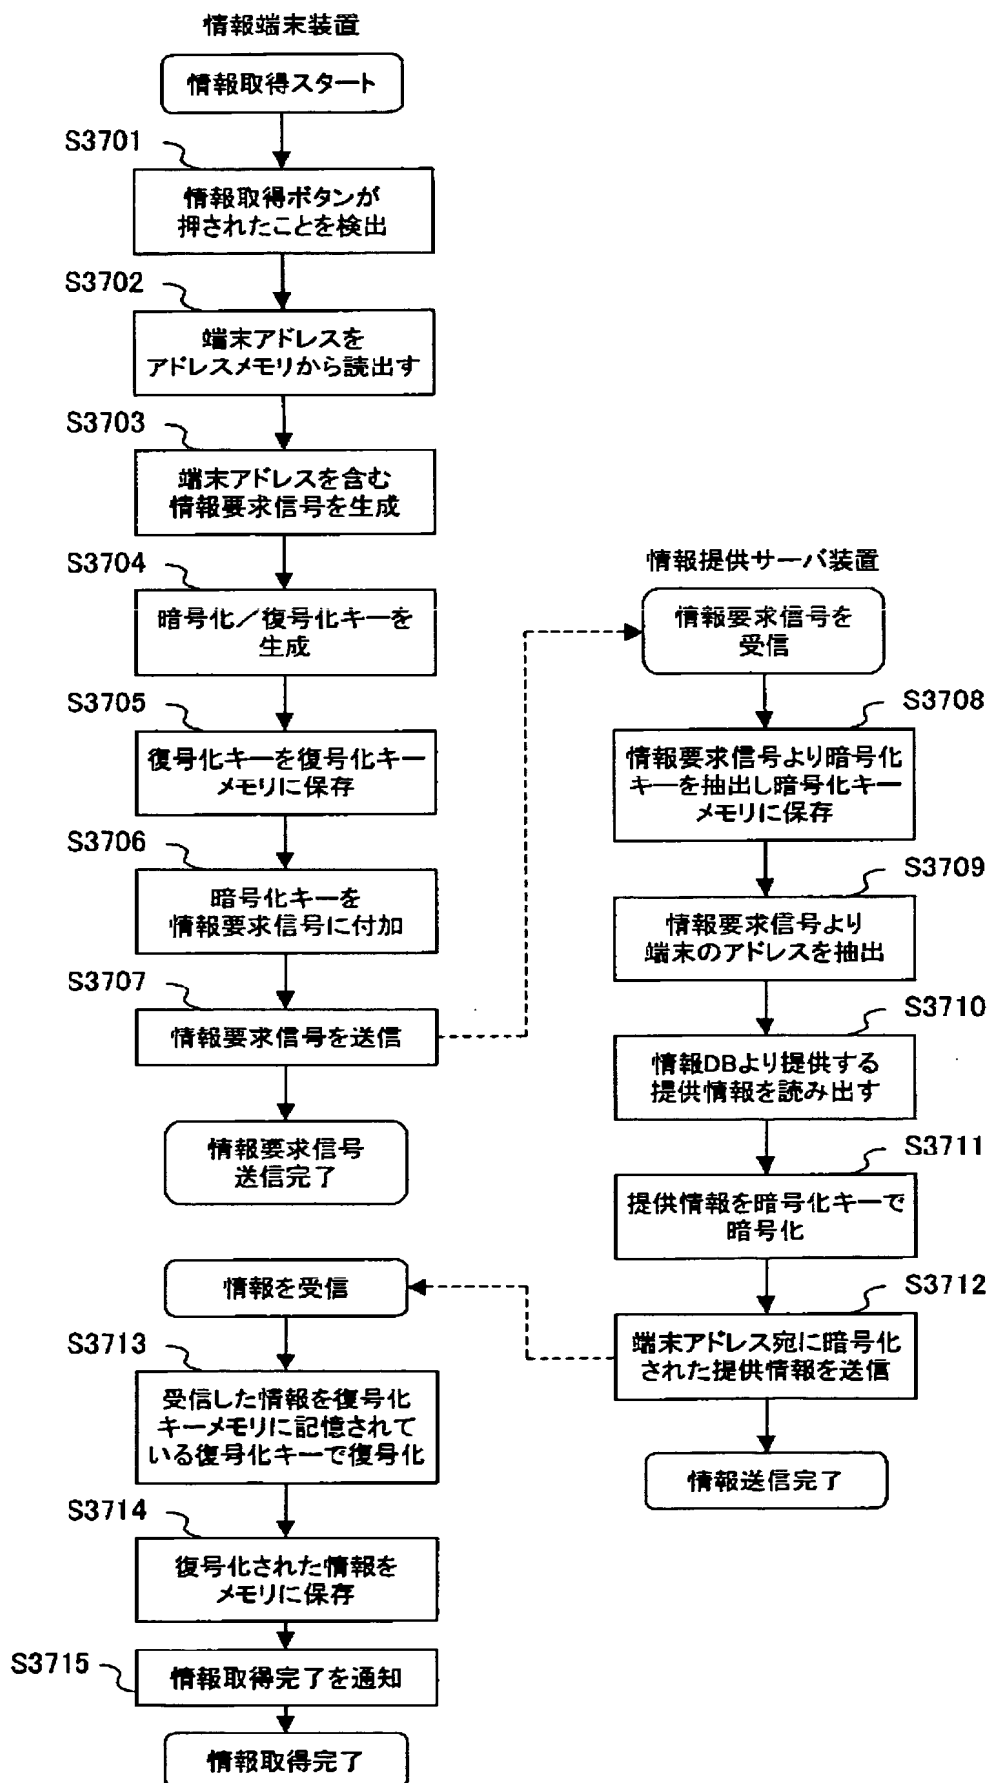 情報端末装置
情報取得スタート
S3701
情報取得ボタンが
押されたことを検出
S3702
端末アドレスを
アドレスメモリから読出す
S3703
端末アドレスを含む
情報要求信号を生成
S3704
暗号化／復号化キーを
生成
S3705
復号化キーを復号化キー
メモリに保存
S3706
暗号化キーを
情報要求信号に付加
S3707
情報要求信号を送信
情報要求信号
送信完了
情報提供サーバ装置
情報要求信号を
受信
S3708
情報要求信号より暗号化
キーを抽出し暗号化キー
メモリに保存
S3709
情報要求信号より
端末のアドレスを抽出
S3710
情報DBより提供する
提供情報を読み出す
S3711
提供情報を暗号化キーで
暗号化
S3712
端末アドレス宛に暗号化
された提供情報を送信
情報送信完了
情報を受信
S3713
受信した情報を復号化
キーメモリに記憶されて
いる復号化キーで復号化
S3714
復号化された情報を
メモリに保存
S3715
情報取得完了を通知
情報取得完了